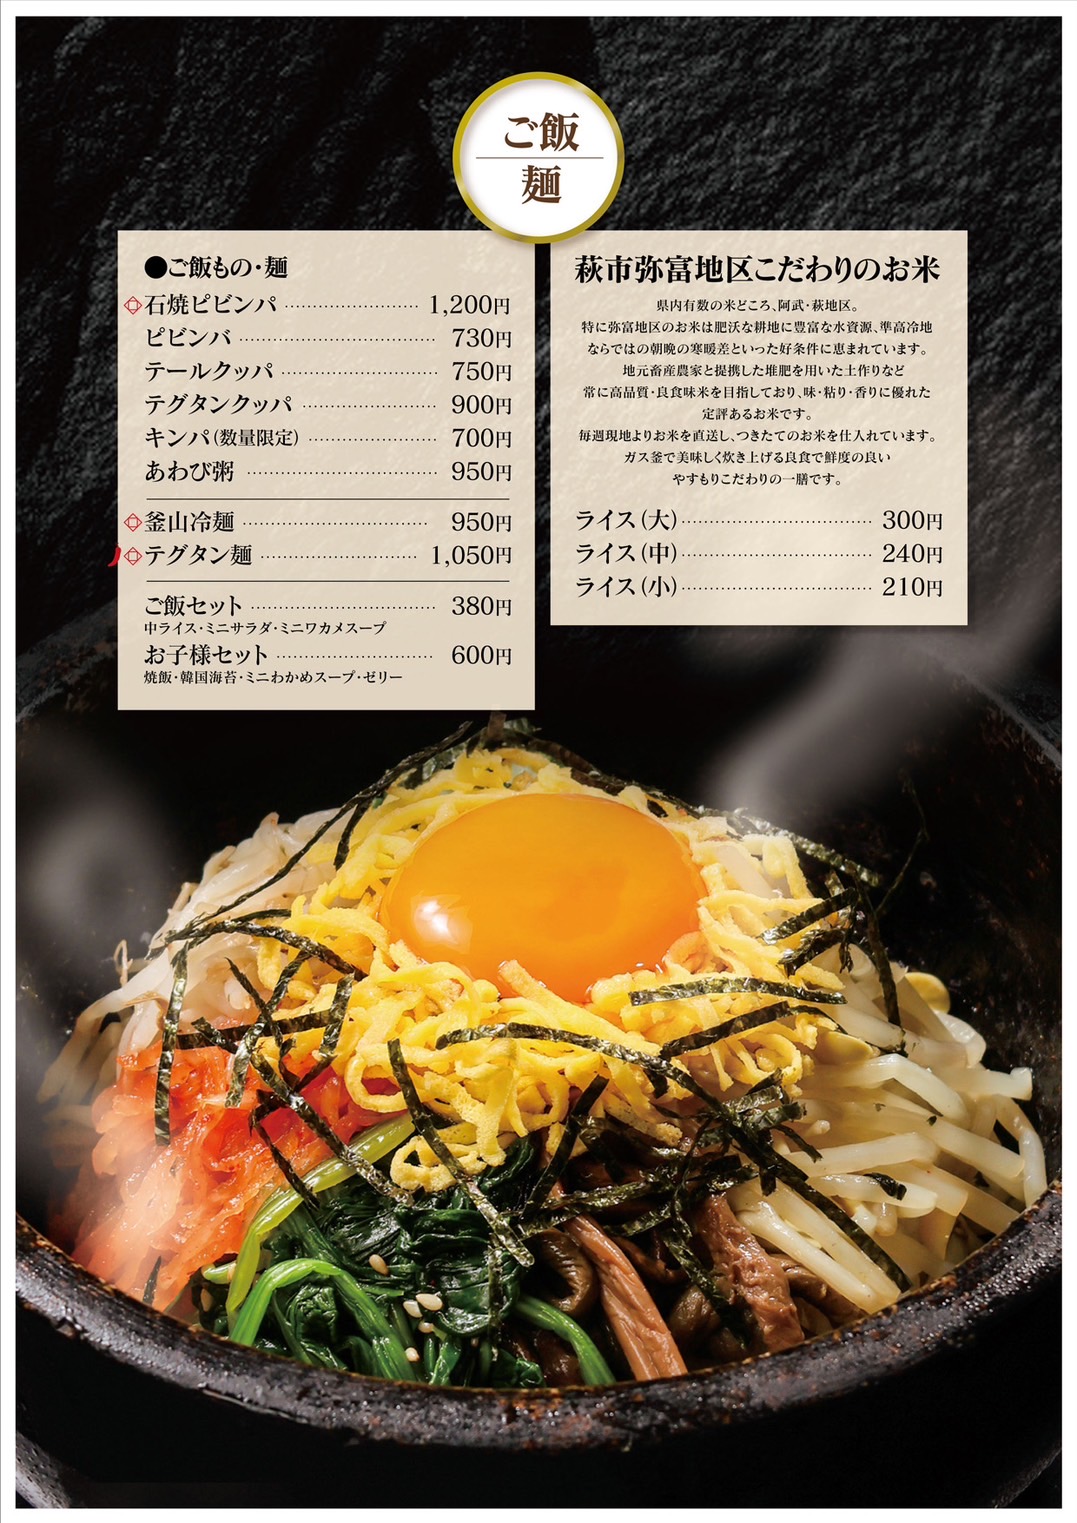 ご飯
麺
●ご飯もの・麺
石焼ピビンパ 1,200円
ピビンバ 730円
テールクッパ 750円
テグタンクッパ 900円
キンパ(数量限定) 700円
あわび粥 950円
釜山冷麺 950円
テグタン麺 1,050円
ご飯セット 380円
中ライス・ミニサラダ・ミニワカメスープ
お子様セット 600円
焼飯・韓国海苔・ミニわかめスープ・ゼリー
萩市弥富地区こだわりのお米
県内有数の米どころ、阿武・萩地区。
特に弥富地区のお米は肥沃な耕地に豊富な水資源、準高冷地
ならではの朝晩の寒暖差といった好条件に恵まれています。
地元畜産農家と提携した堆肥を用いた土作りなど
常に高品質・良食味米を目指しており、味・粘り・香りに優れた
定評あるお米です。
毎週現地よりお米を直送し、つきたてのお米を仕入れています。
ガス釜で美味しく炊き上げる良食で鮮度の良い
やすもりこだわりの一膳です。
ライス(大) 300円
ライス(中) 240円
ライス(小) 210円